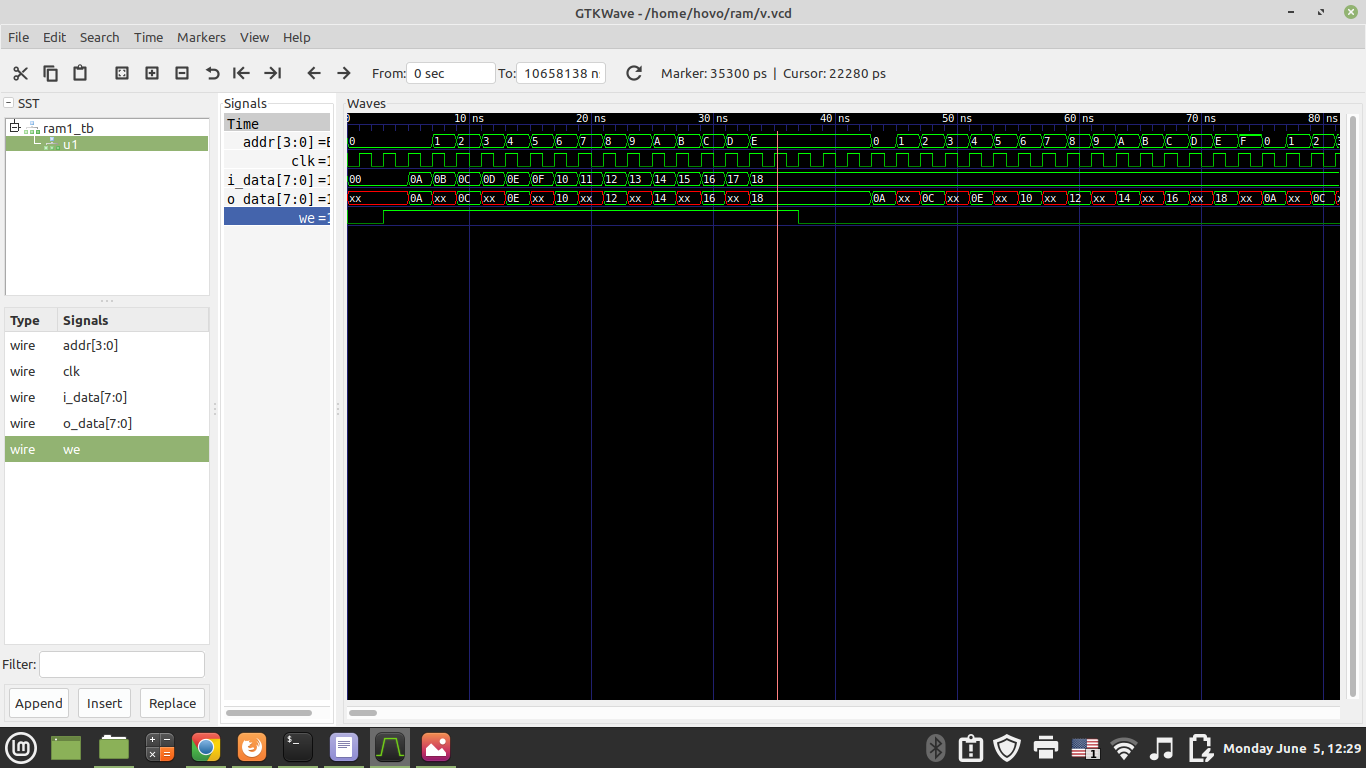 GTKWave - /home/hovo/ram/v.vcd
File Edit Search Time Markers View Help
From: 0 sec To: 10658138 n Marker: 35300 ps | Cursor: 22280 ps
SST
ram1_tb
u1
Type Signals
wire addr[3:0]
wire clk
wire i_data[7:0]
wire o_data[7:0]
wire we
Filter:
Append Insert Replace
Signals
Time
addr[3:0] =E
clk =1
i_data[7:0] =1
o_data[7:0] =1
we =1
Waves
0 10 ns 20 ns 30 ns 40 ns 50 ns 60 ns 70 ns 80 ns
0 1 2 3 4 5 6 7 8 9 A B C D E 0 1 2 3 4 5 6 7 8 9 A B C D E F 0 1 2 3
00 0A 0B 0C 0D 0E 0F 10 11 12 13 14 15 16 17 18
xx 0A xx 0C xx 0E xx 10 xx 12 xx 14 xx 16 xx 18 0A xx 0C xx 0E xx 10 xx 12 xx 14 xx 16 xx 18 xx 0A xx 0C
1 Monday June 5, 12:29